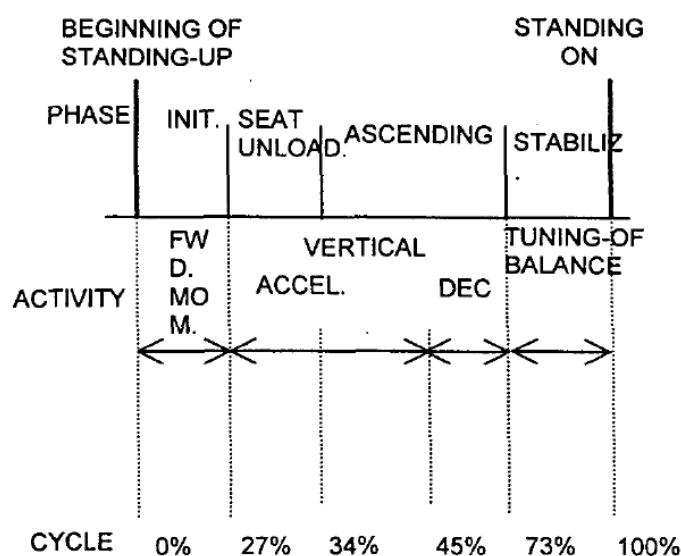 BEGINNING OF
STANDING-UP
STANDING
ON
PHASE
INIT.
SEAT
UNLOAD.
ASCENDING
STABILIZ
FW
D.
MO
M.
VERTICAL
ACCEL.
DEC
TUNING-OF
BALANCE
ACTIVITY
CYCLE 0% 27% 34% 45% 73% 100%